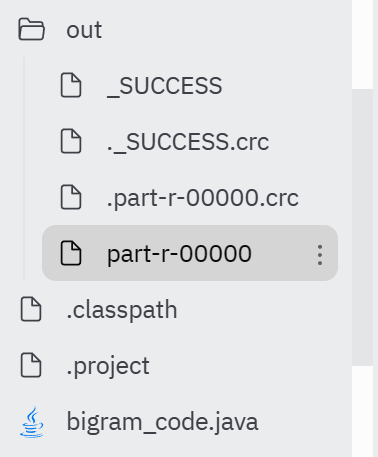 out
_SUCCESS
._SUCCESS.crc
.part-r-00000.crc
part-r-00000
.classpath
.project
bigram_code.java